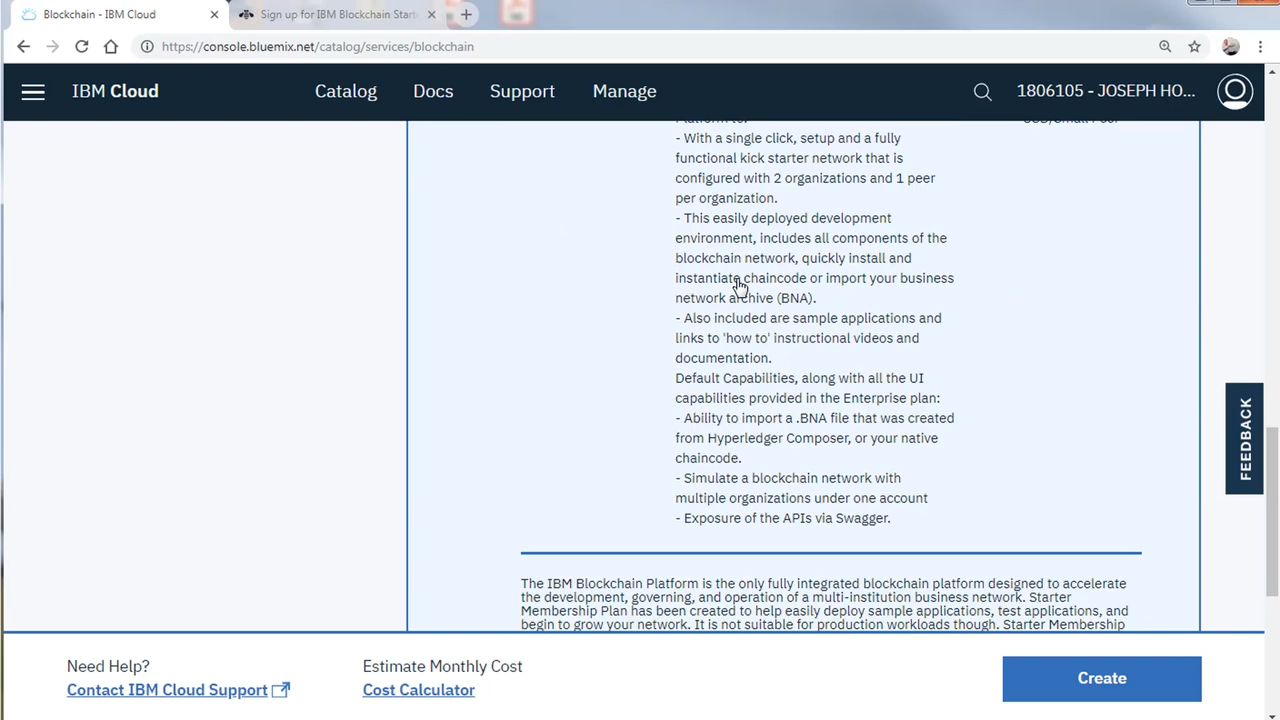 Blockchain - IBM Cloud
Sign up for IBM Blockchain Start
https://console.bluemix.net/catalog/services/blockchain
IBM Cloud
Catalog
Docs
Support
Manage
1806105 - JOSEPH HO...
Platform to:
USD/Small Peer
- With a single click, setup and a fully
functional kick starter network that is
configured with 2 organizations and 1 peer
per organization.
- This easily deployed development
environment, includes all components of the
blockchain network, quickly install and
instantiate chaincode or import your business
network archive (BNA).
- Also included are sample applications and
links to 'how to' instructional videos and
documentation.
Default Capabilities, along with all the UI
capabilities provided in the Enterprise plan:
- Ability to import a .BNA file that was created
from Hyperledger Composer, or your native
chaincode.
- Simulate a blockchain network with
multiple organizations under one account
- Exposure of the APIs via Swagger.
FEEDBACK
The IBM Blockchain Platform is the only fully integrated blockchain platform designed to accelerate
the development, governing, and operation of a multi-institution business network. Starter
Membership Plan has been created to help easily deploy sample applications, test applications, and
begin to grow your network. It is not suitable for production workloads though. Starter Membership
Need Help?
Contact IBM Cloud Support
Estimate Monthly Cost
Cost Calculator
Create